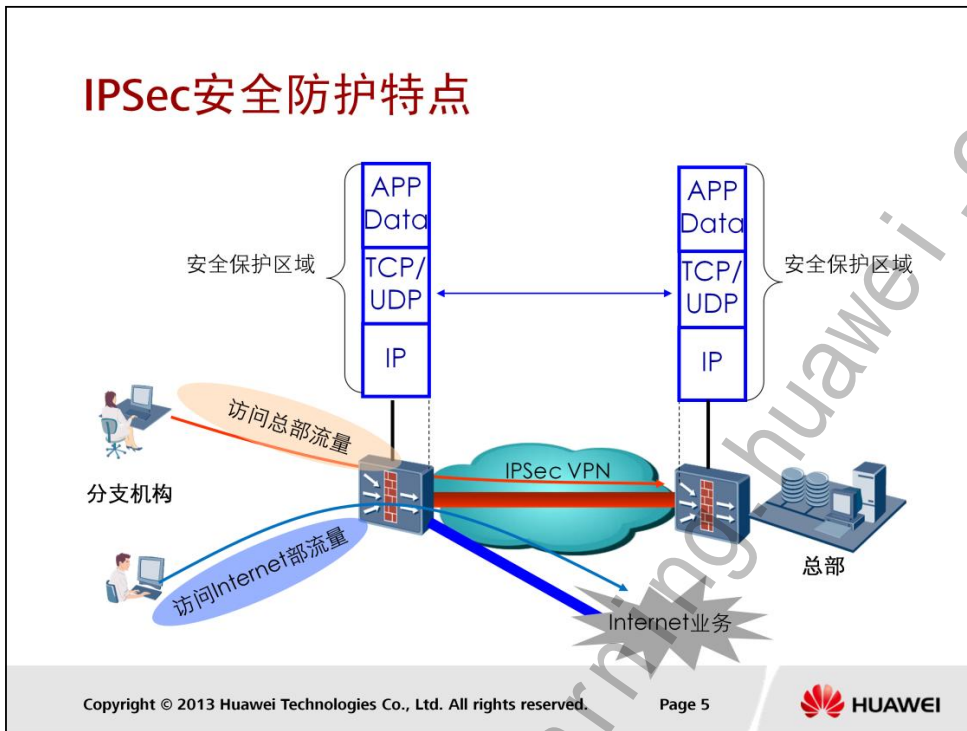 IPSec安全防护特点
APP
Data
TCP/
UDP
IP
安全保护区域
APP
Data
TCP/
UDP
IP
安全保护区域
访问总部流量
IPSec VPN
分支机构
访问Internet部流量
总部
Internet业务
Copyright © 2013 Huawei Technologies Co., Ltd. All rights reserved.
Page 5
HUAWEI
rning.huawei.